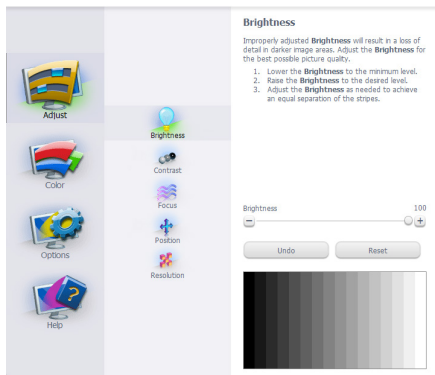 Adjust
Color
Options
Help
Brightness
Contrast
Focus
Position
Resolution
Brightness
Improperly adjusted Brightness will result in a loss of
detail in darker image areas. Adjust the Brightness for
the best possible picture quality.
1. Lower the Brightness to the minimum level.
2. Raise the Brightness to the desired level.
3. Adjust the Brightness as needed to achieve
an equal separation of the stripes.
Brightness 100
Undo Reset